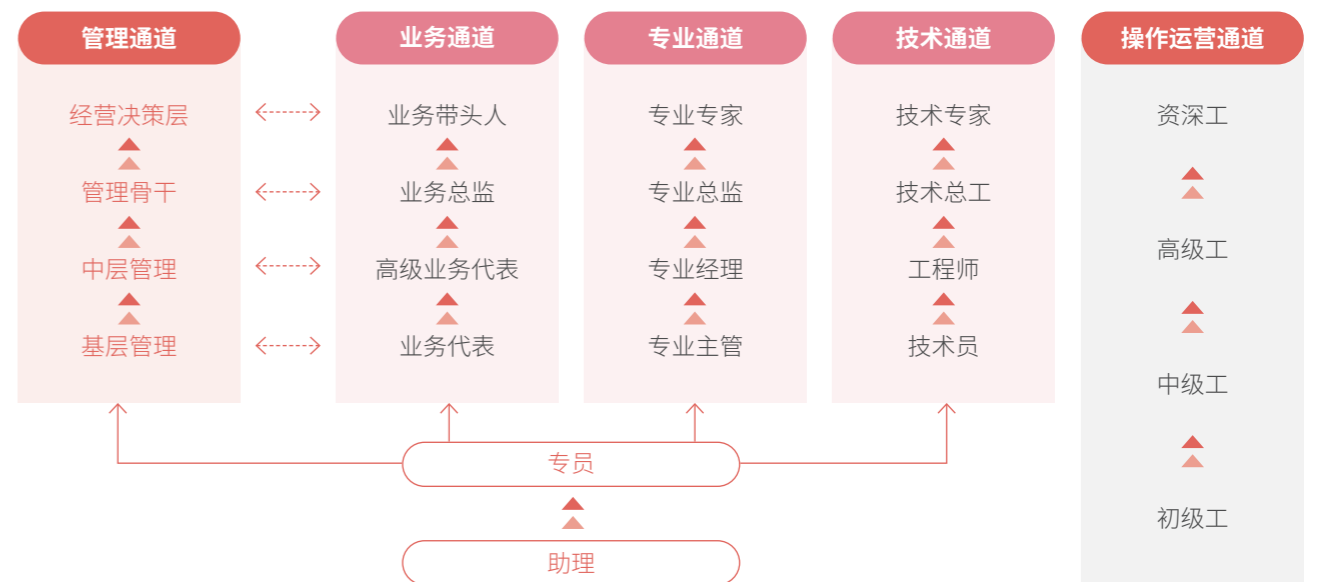 管理通道
业务通道
专业通道
技术通道
操作运营通道
经营决策层
业务带头人
专业专家
技术专家
资深工
管理骨干
业务总监
专业总监
技术总工
高级工
中层管理
高级业务代表
专业经理
工程师
基层管理
业务代表
专业主管
技术员
中级工
专员
初级工
助理